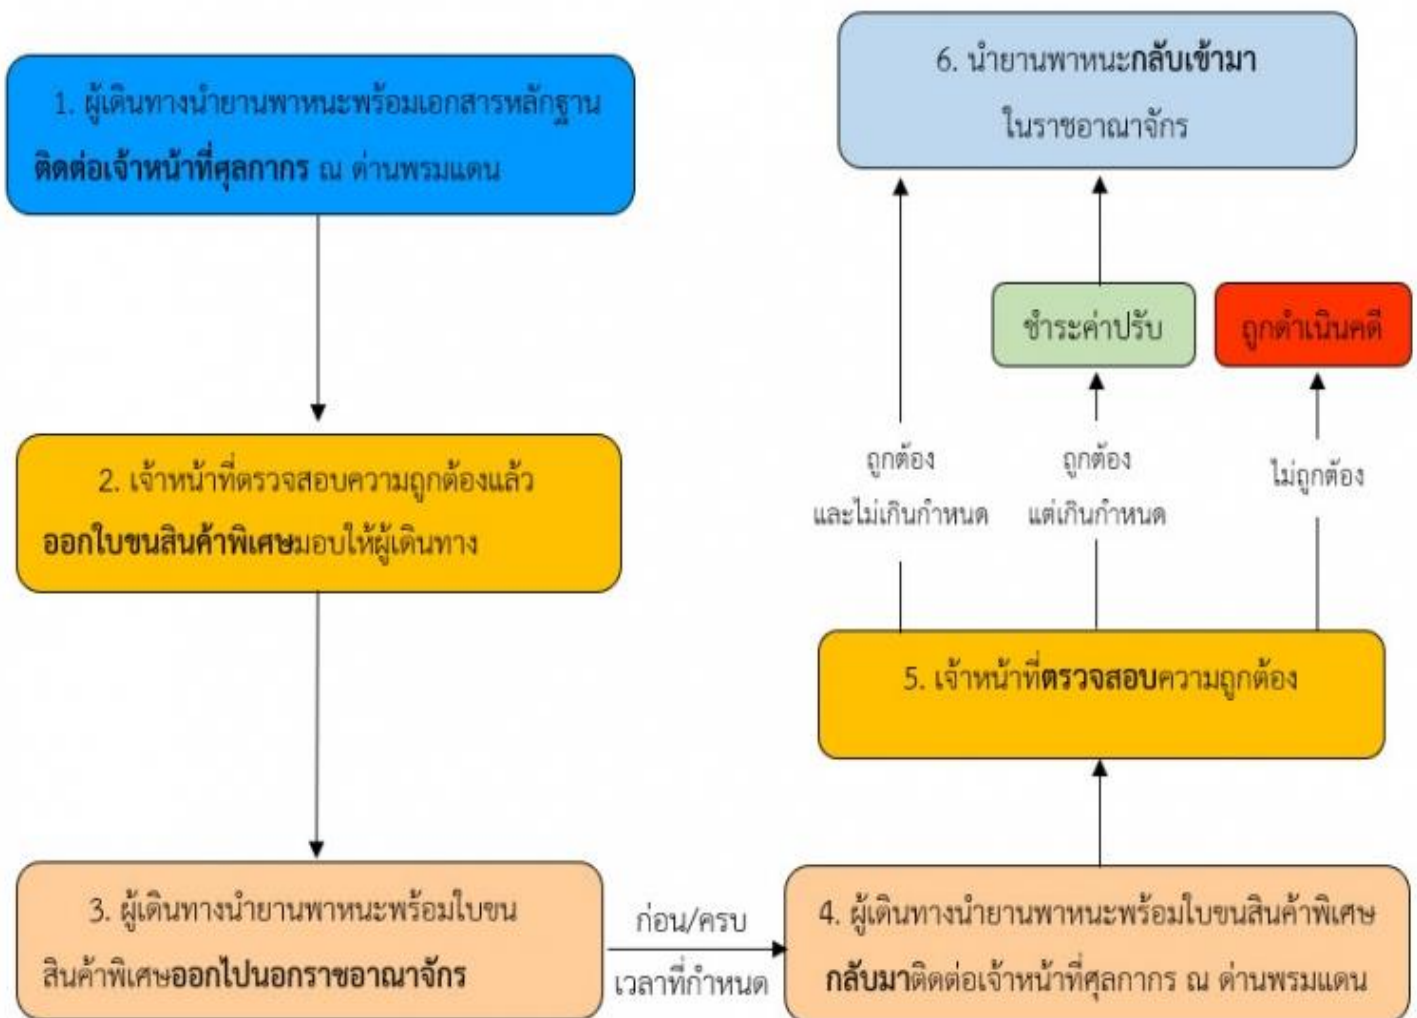 1. ผู้เดินทางนำยานพาหนะพร้อมเอกสารหลักฐาน
ติดต่อเจ้าหน้าที่ศุลกากร ณ ด่านพรมแดน
2. เจ้าหน้าที่ตรวจสอบความถูกต้องแล้ว
ออกใบขนสินค้าพิเศษมอบให้ผู้เดินทาง
3. ผู้เดินทางนำยานพาหนะพร้อมใบขน
สินค้าพิเศษออกไปนอกราชอาณาจักร
ก่อน/ครบ
เวลาที่กำหนด
4. ผู้เดินทางนำยานพาหนะพร้อมใบขนสินค้าพิเศษ
กลับมาติดต่อเจ้าหน้าที่ศุลกากร ณ ด่านพรมแดน
5. เจ้าหน้าที่ตรวจสอบความถูกต้อง
ถูกต้อง
และไม่เกินกำหนด
ถูกต้อง
แต่เกินกำหนด
ไม่ถูกต้อง
ชำระค่าปรับ
ถูกดำเนินคดี
6. นำยานพาหนะกลับเข้ามา
ในราชอาณาจักร